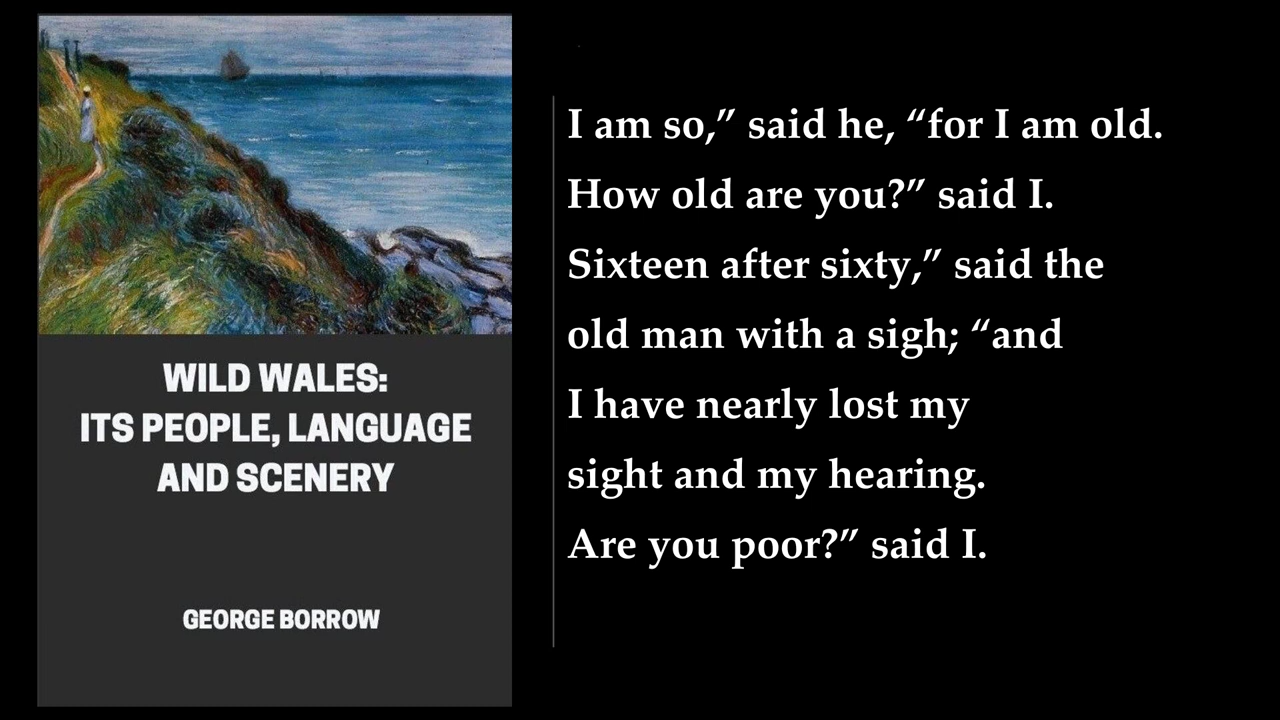 WILD WALES:
ITS PEOPLE, LANGUAGE
AND SCENERY
GEORGE BORROW
I am so,” said he, “for I am old.
How old are you?” said I.
Sixteen after sixty,” said the
old man with a sigh; “and
I have nearly lost my
sight and my hearing.
Are you poor?” said I.